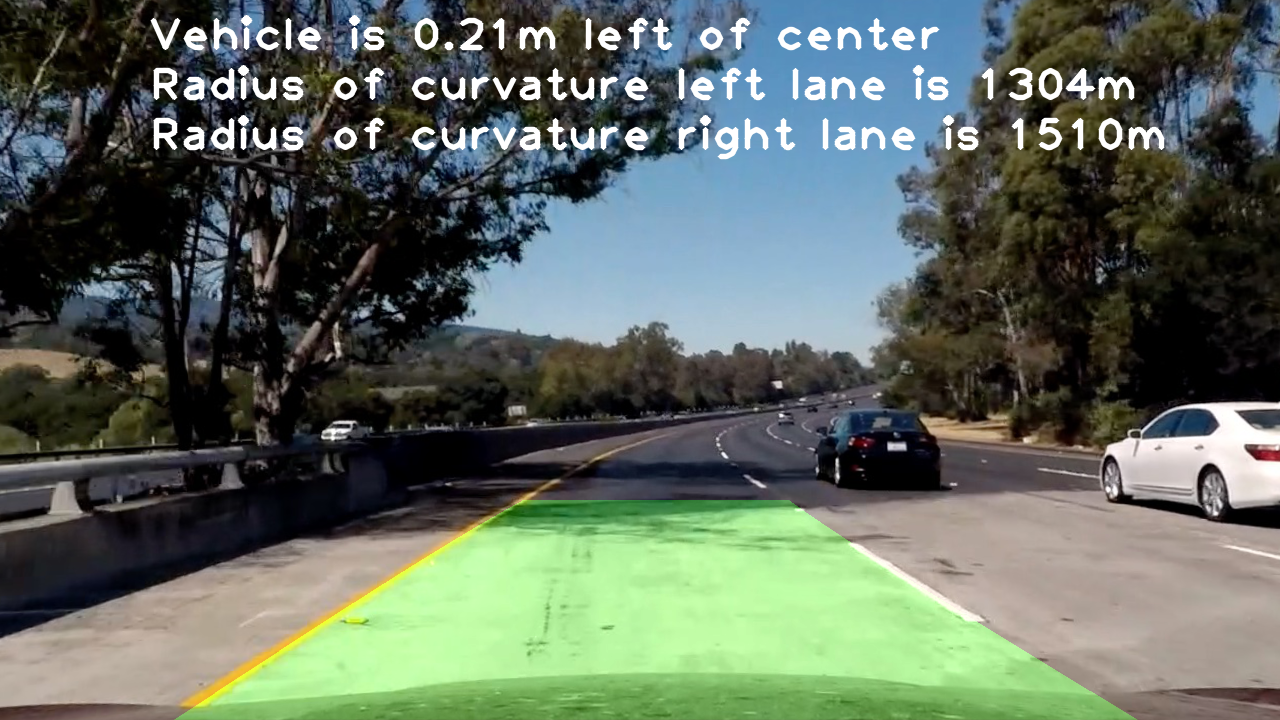 Vehicle is 0.21m left of center
Radius of curvature left lane is 1304m
Radius of curvature right lane is 1510m